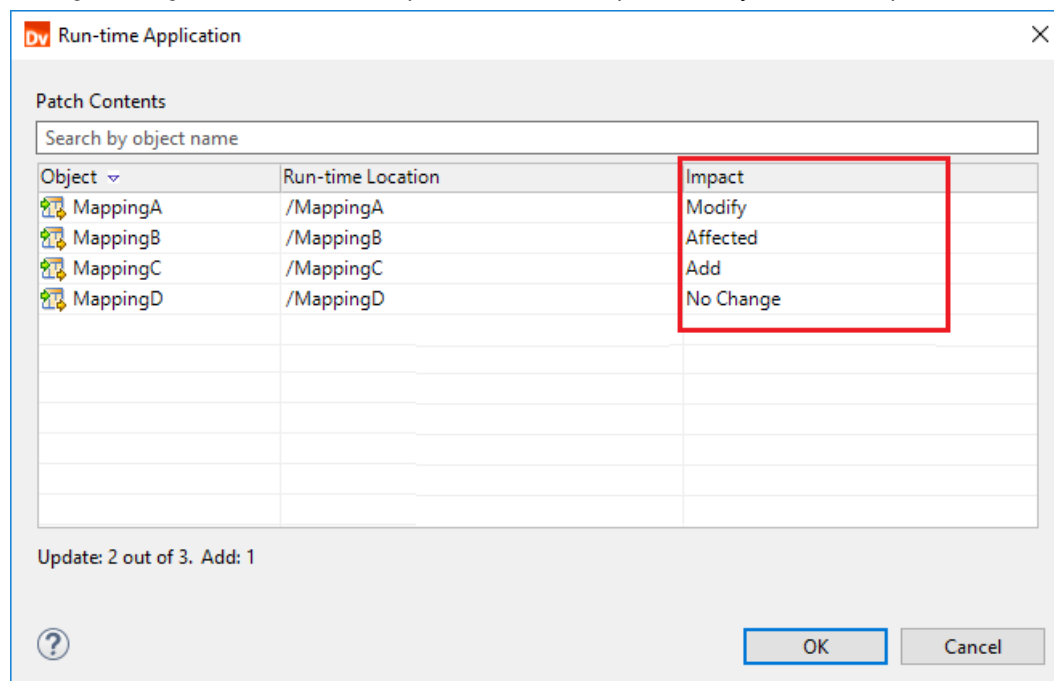 Dv Run-time Application
Patch Contents
Search by object name
Object Run-time Location Impact
MappingA /MappingA Modify
MappingB /MappingB Affected
MappingC /MappingC Add
MappingD /MappingD No Change
Update: 2 out of 3. Add: 1
?
OK Cancel